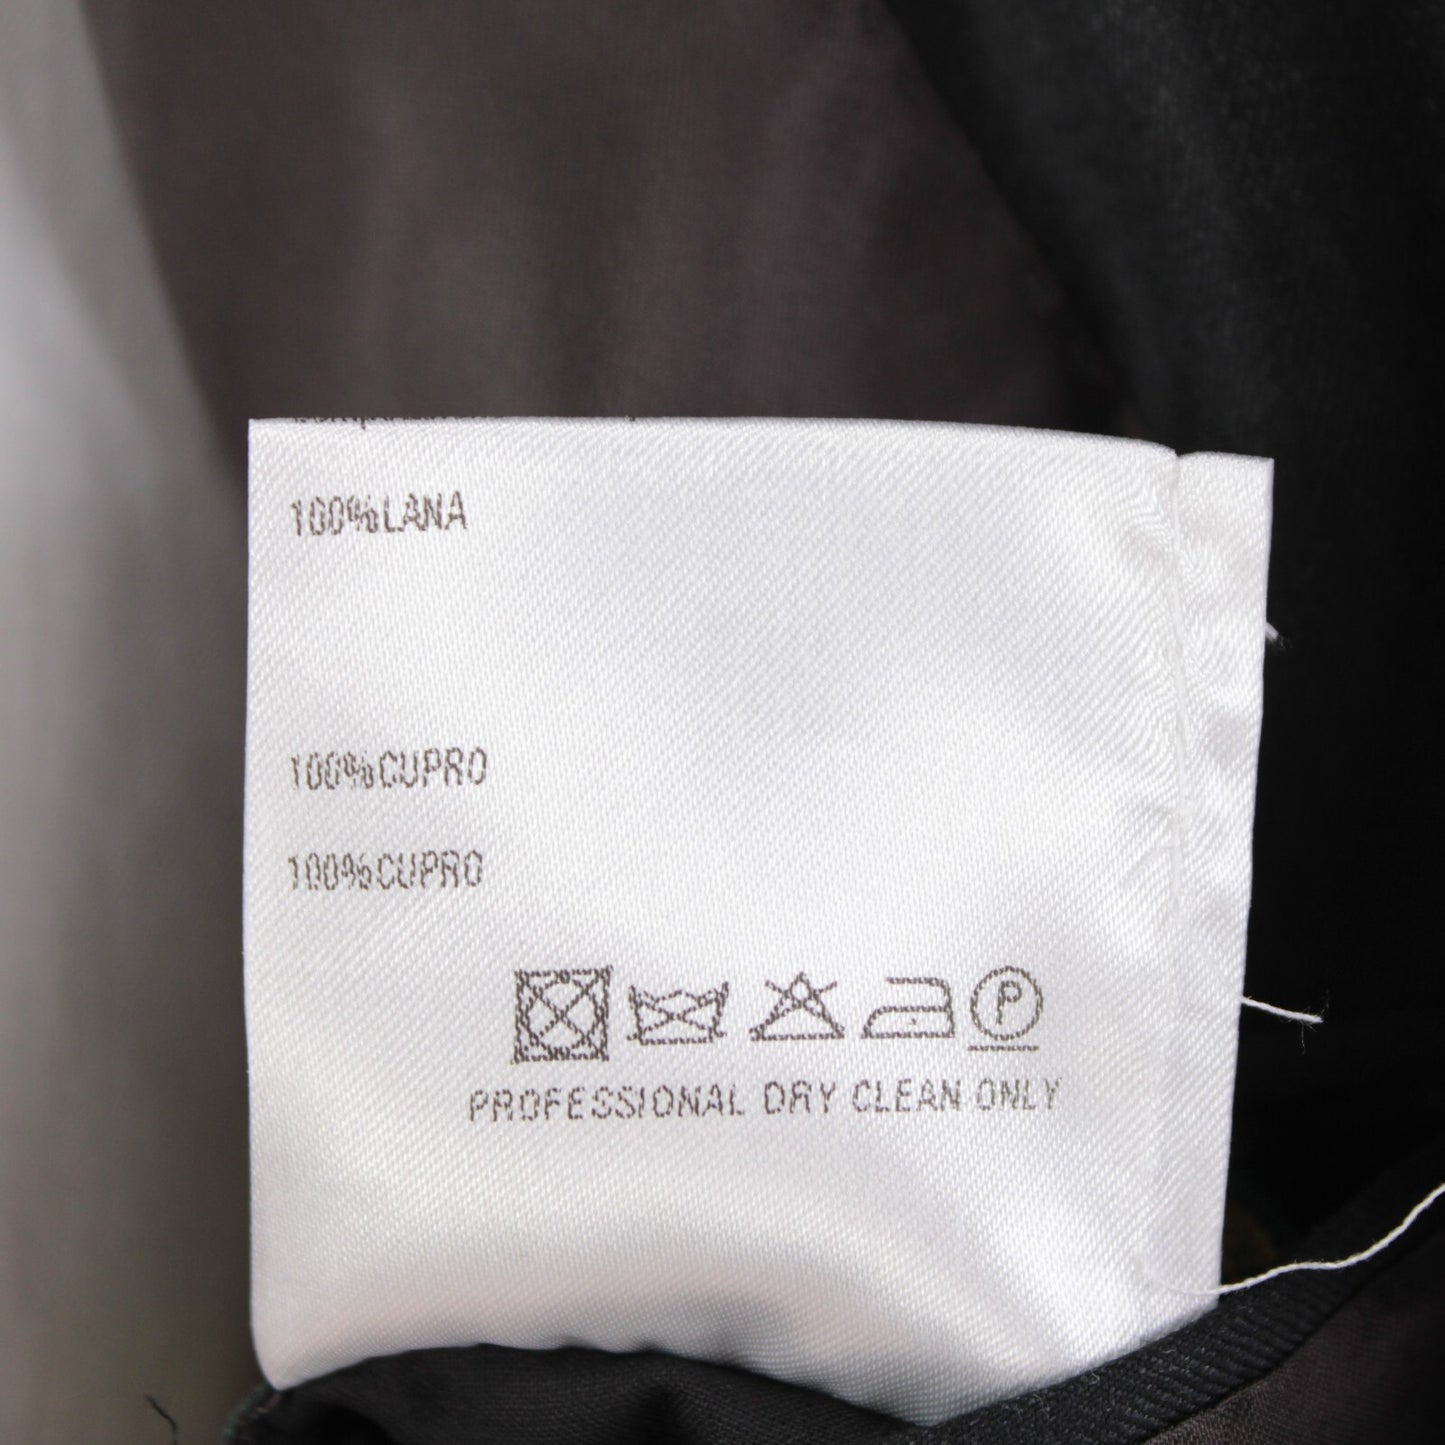 100%LANA
100%CUPRO
100%CUPRO
P
PROFESSIONAL DRY CLEAN ONLY